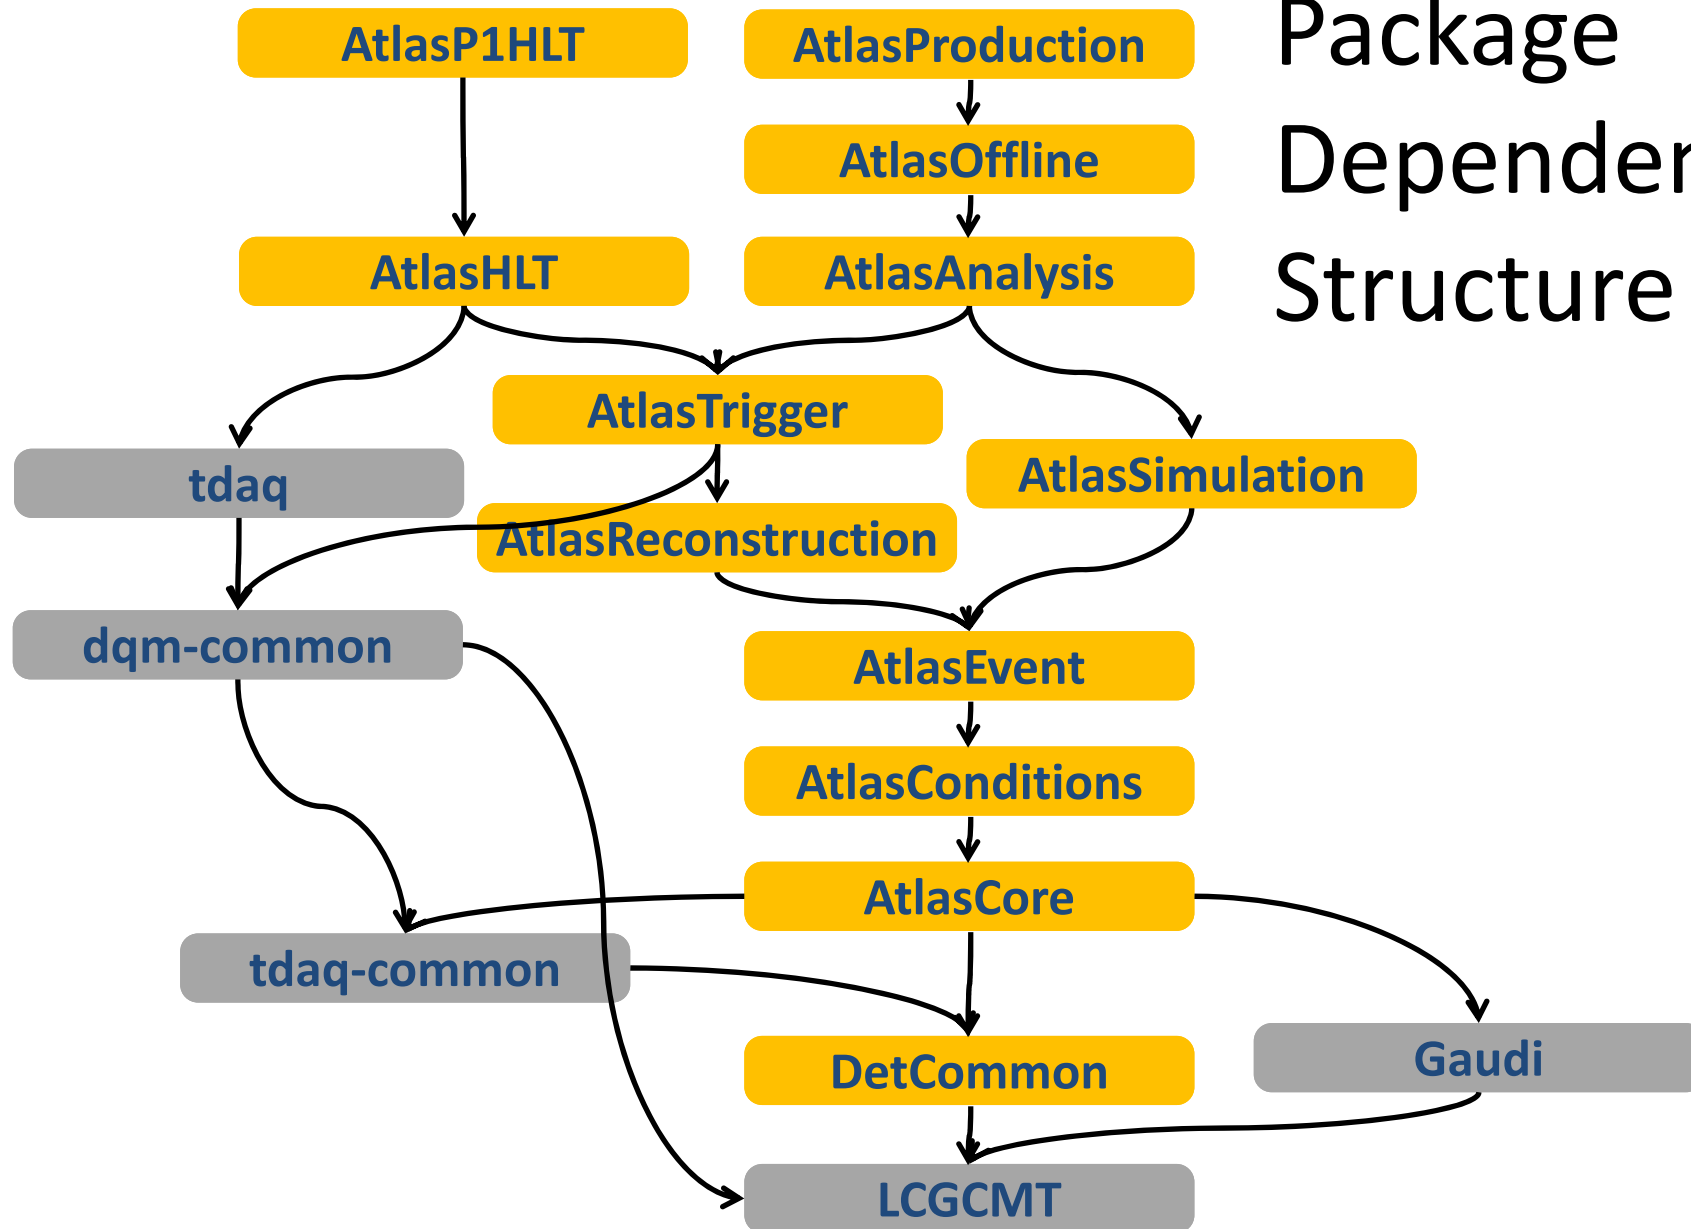 Package
Structure
AtlasP1HLT
AtlasProduction
AtlasOffline
AtlasHLT
AtlasAnalysis
AtlasTrigger
tdaq
AtlasSimulation
AtlasReconstruction
dqm-common
AtlasEvent
AtlasConditions
AtlasCore
tdaq-common
DetCommon
Gaudi
LCGCMT